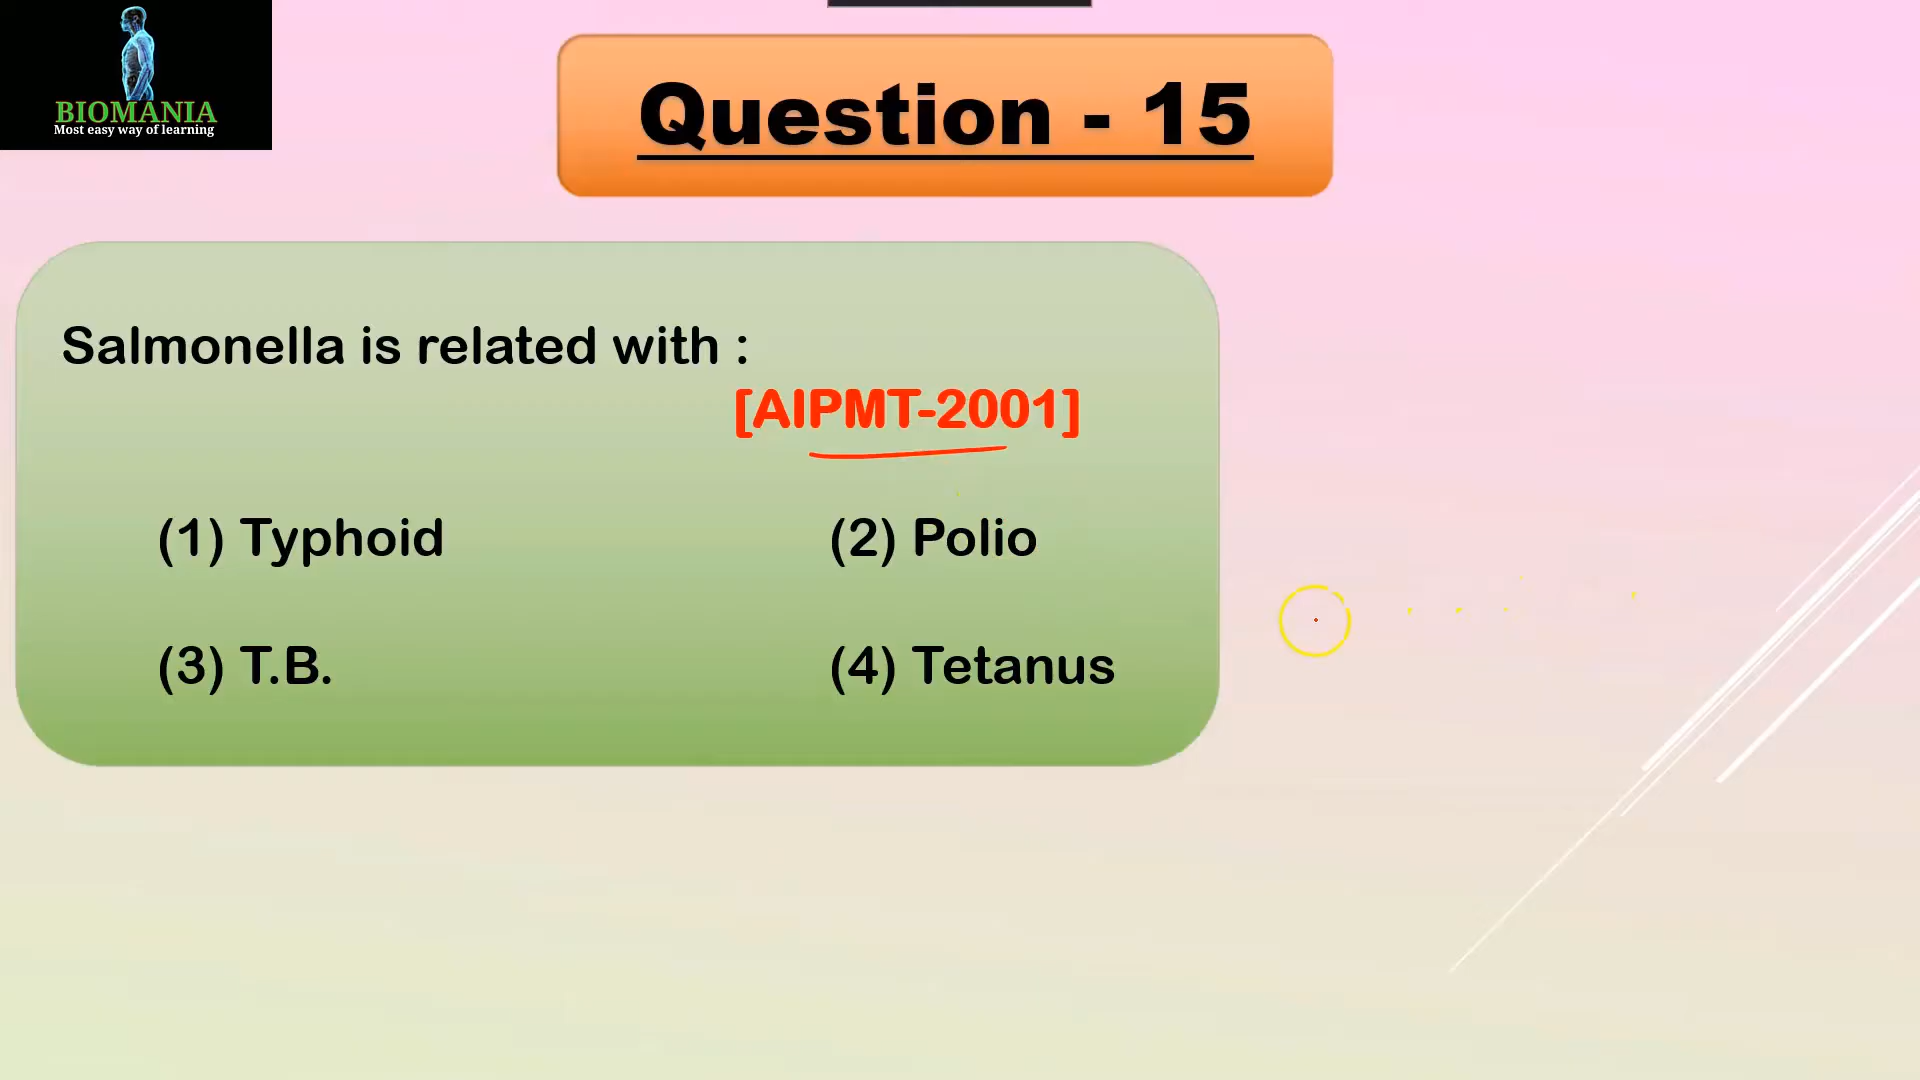 BIOMANIA
Most easy way of learning
Question - 15
Salmonella is related with :
[AIPMT-2001]
(1) Typhoid (2) Polio
(3) T.B. (4) Tetanus